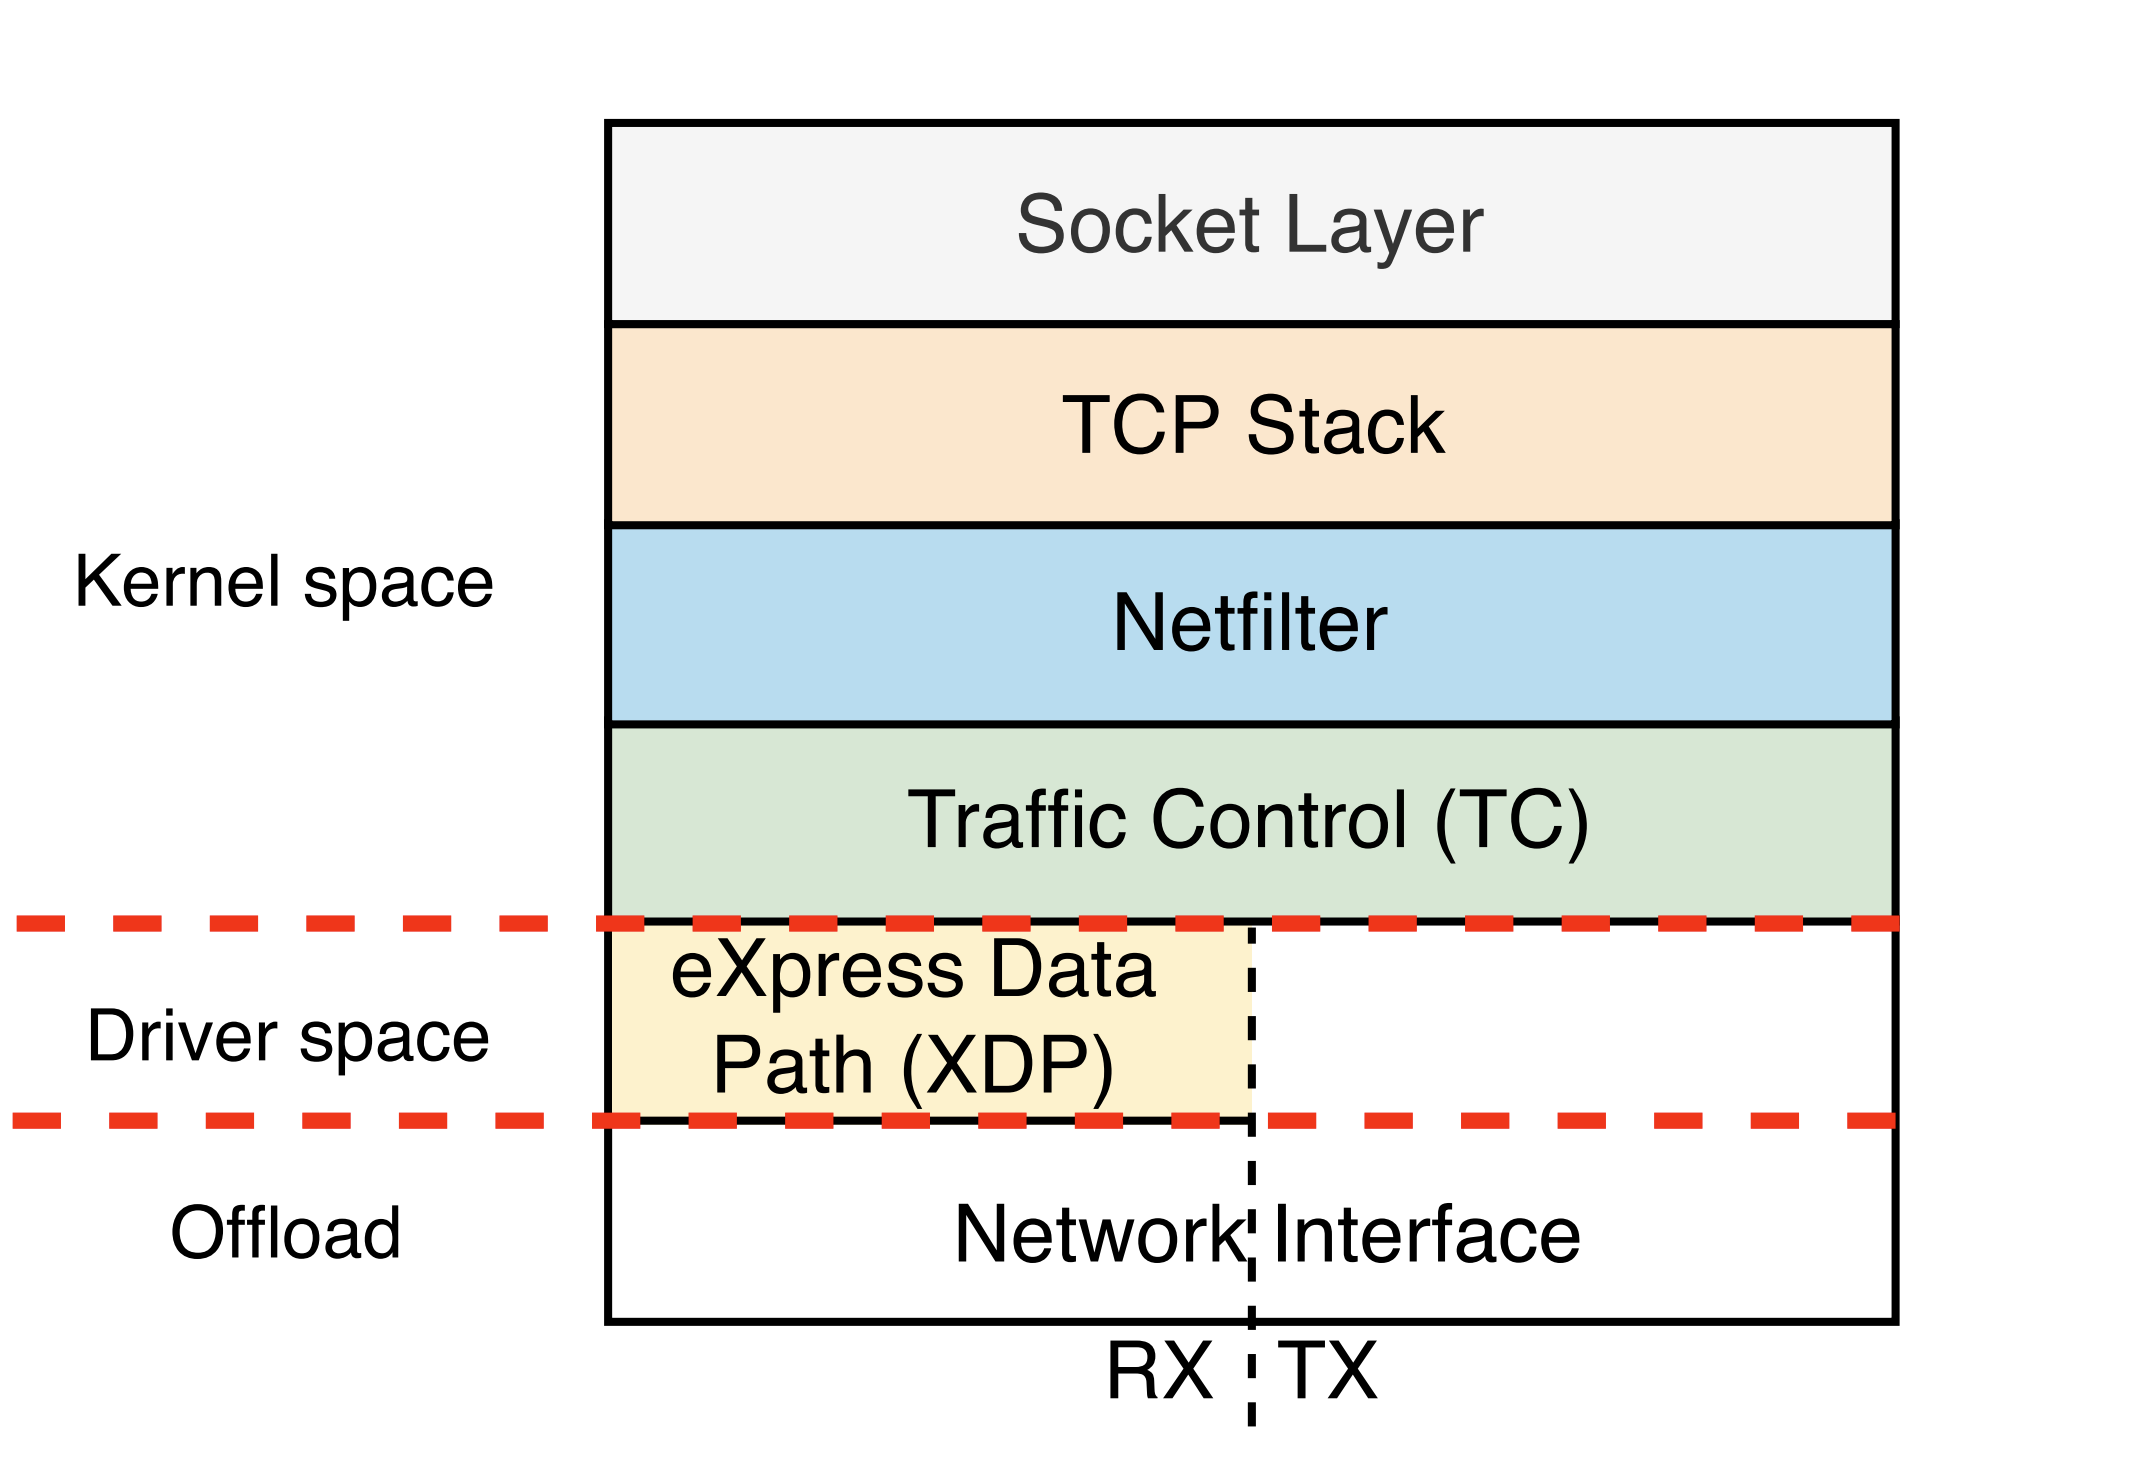 Socket Layer
TCP Stack
Kernel space
Netfilter
Traffic Control (TC)
eXpress Data
Path (XDP)
Driver space
Offload
Network Interface
RX TX